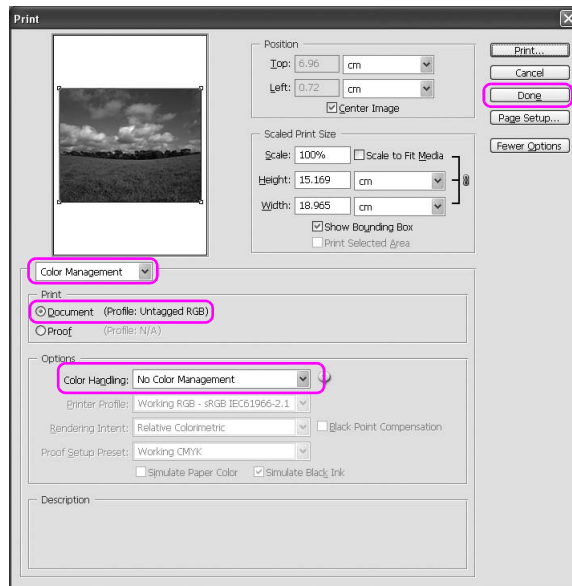 Print
Position
Top: 6.96 cm
Left: 0.72 cm
Center Image
Scaled Print Size
Scale: 100% Scale to Fit Media
Height: 15.169 cm
Width: 18.965 cm
Show Bounding Box
Print Selected Area
Print...
Cancel
Done
Page Setup...
Fewer Options
Color Management
Print
Document (Profile: Untagged RGB)
Proof (Profile: N/A)
Options
Color Handling: No Color Management
Printer Profile: Working RGB - sRGB IEC61966-2.1
Rendering Intent: Relative Colorimetric Black Point Compensation
Proof Setup Preset: Working CMYK
Simulate Paper Color Simulate Black Ink
Description